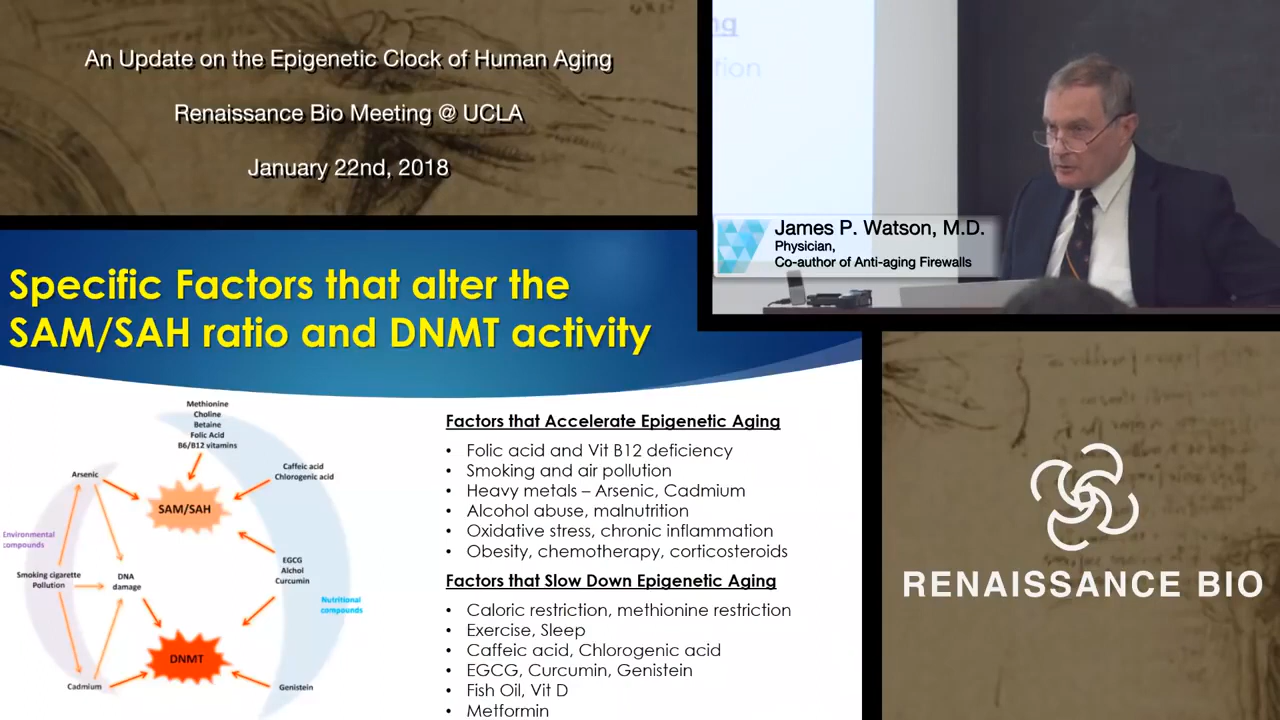 An Update on the Epigenetic Clock of Human Aging
Renaissance Bio Meeting @ UCLA
January 22nd, 2018
James P. Watson, M.D.
Physician,
Co-author of Anti-aging Firewalls
Specific Factors that alter the
SAM/SAH ratio and DNMT activity
Methionine
Choline
Betaine
Folic Acid
B6/B12 vitamins
Arsenic
Caffeic acid
Chlorogenic acid
SAM/SAH
Environmental
compounds
EGCG
Alchol
Curcumin
Smoking cigarette
Pollution
DNA
damage
Nutritional
compounds
DNMT
Cadmium
Genistein
Factors that Accelerate Epigenetic Aging
• Folic acid and Vit B12 deficiency
• Smoking and air pollution
• Heavy metals – Arsenic, Cadmium
• Alcohol abuse, malnutrition
• Oxidative stress, chronic inflammation
• Obesity, chemotherapy, corticosteroids
Factors that Slow Down Epigenetic Aging
• Caloric restriction, methionine restriction
• Exercise, Sleep
• Caffeic acid, Chlorogenic acid
• EGCG, Curcumin, Genistein
• Fish Oil, Vit D
• Metformin
RENAISSANCE BIO